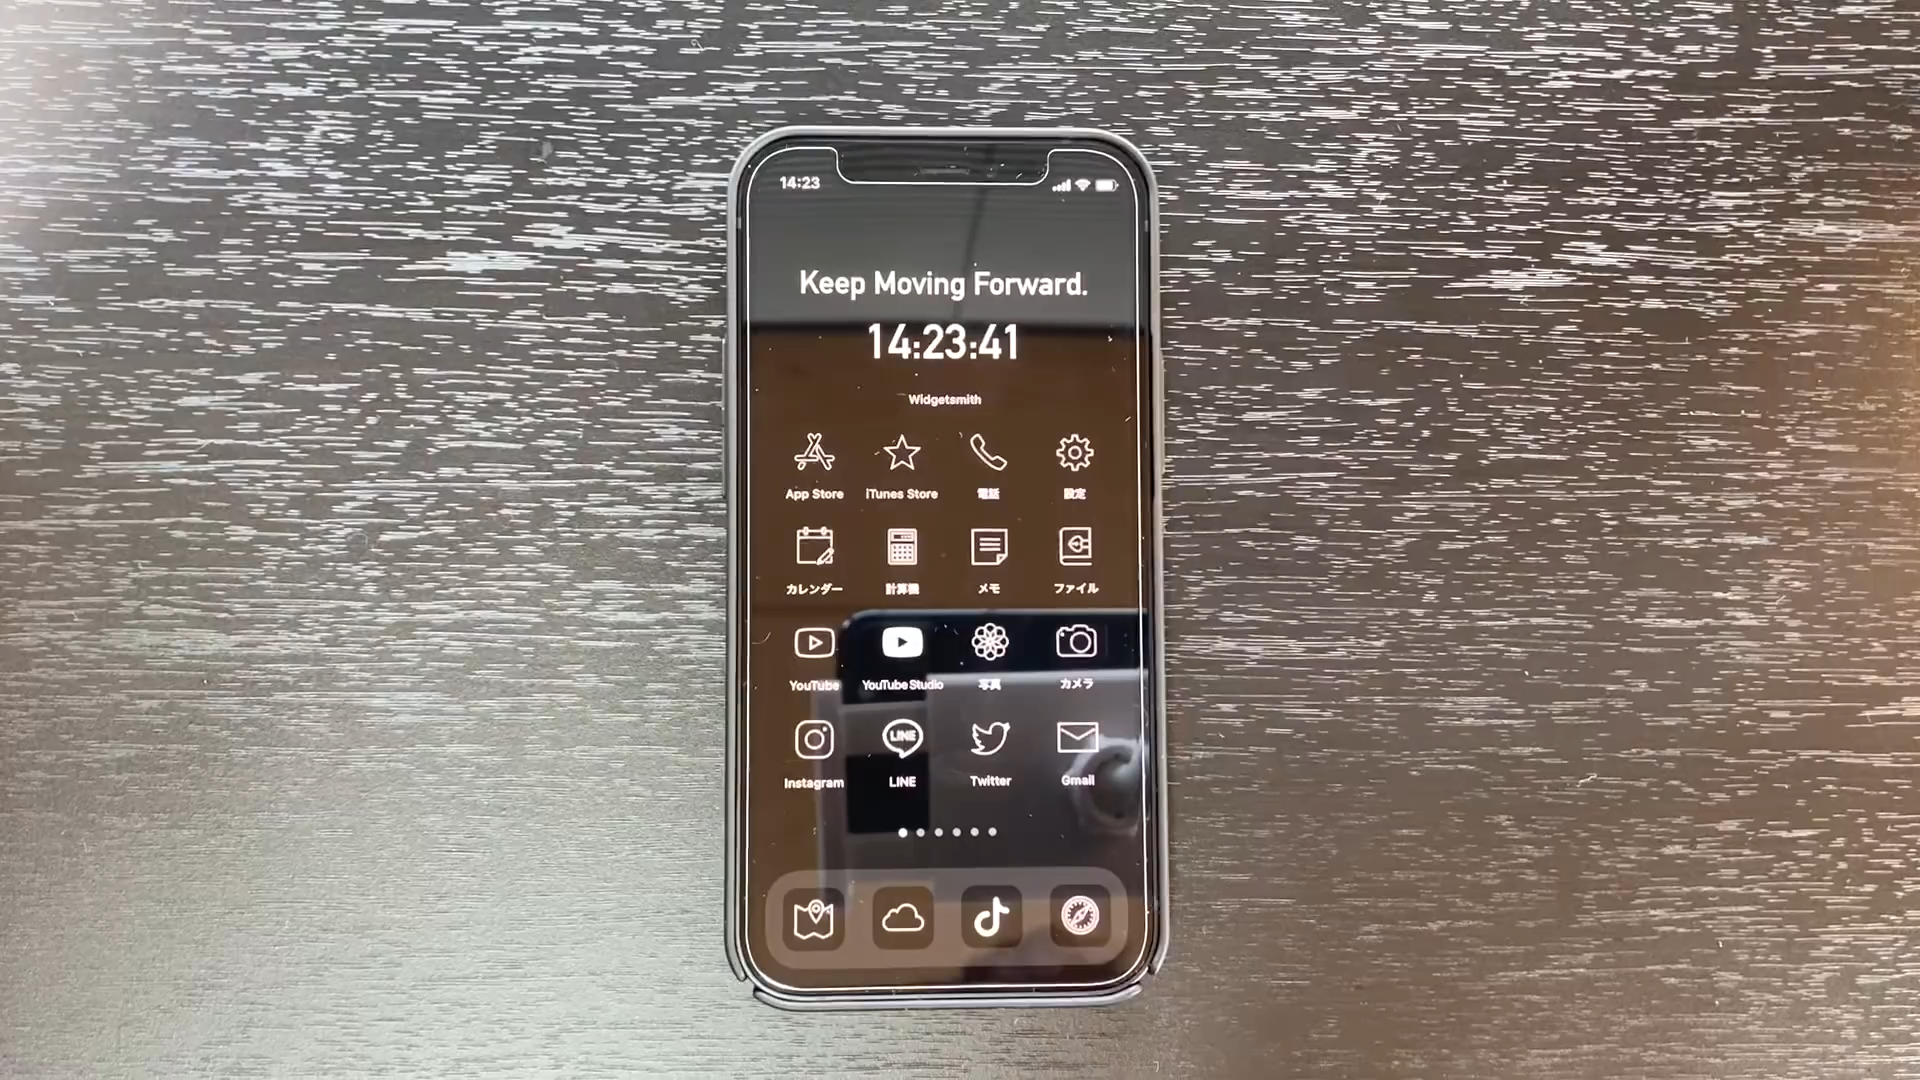 14:23
Keep Moving Forward.
14:23:41
Widgetsmith
App Store iTunes Store 電話 設定
カレンダー 計算機 メモ ファイル
YouTube YouTube Studio 写真 カメラ
LINE
Instagram LINE Twitter Gmail